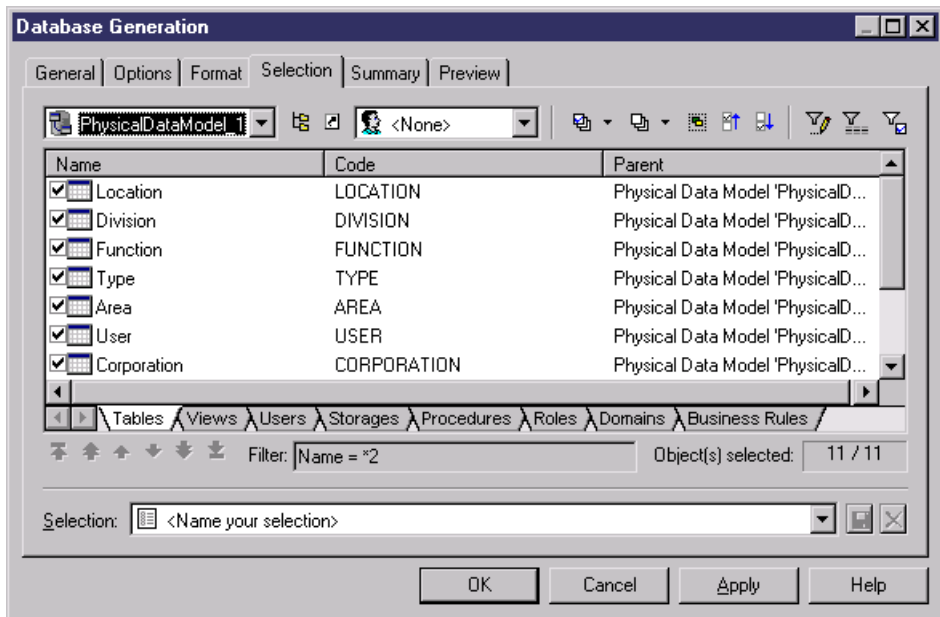 Database Generation
General Options Format Selection Summary Preview
PhysicalDataModel_1 <None>
Name Code Parent
Location LOCATION Physical Data Model 'PhysicalD...
Division DIVISION Physical Data Model 'PhysicalD...
Function FUNCTION Physical Data Model 'PhysicalD...
Type TYPE Physical Data Model 'PhysicalD...
Area AREA Physical Data Model 'PhysicalD...
User USER Physical Data Model 'PhysicalD...
Corporation CORPORATION Physical Data Model 'PhysicalD...
Tables Views Users Storages Procedures Roles Domains Business Rules
Filter: Name = *2 Object(s) selected: 11 / 11
Selection: <Name your selection>
OK Cancel Apply Help